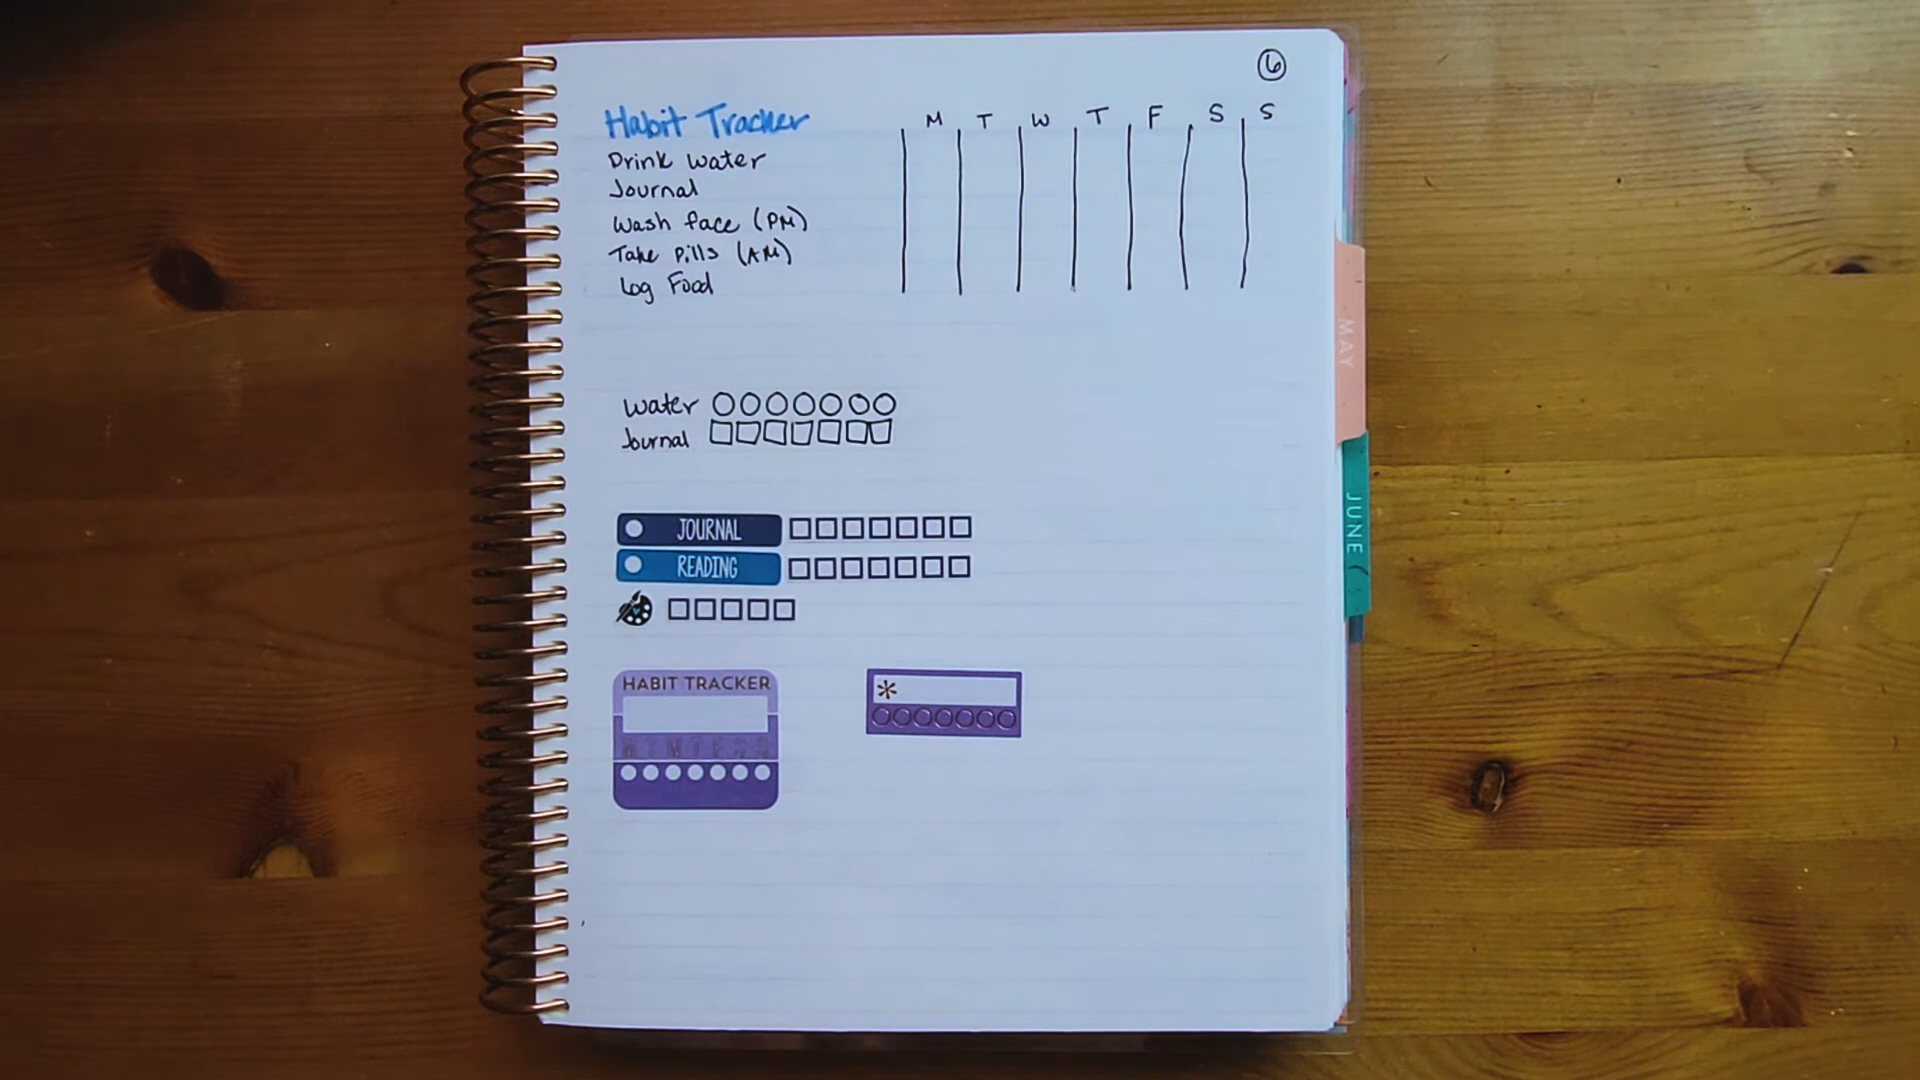 6
Habit Tracker M T W T F S S
Drink water
Journal
Wash face (PM)
Take pills (AM)
Log Food
Water
Journal
JOURNAL
READING
HABIT TRACKER
*
M T W T F S S
MAY
JUNE